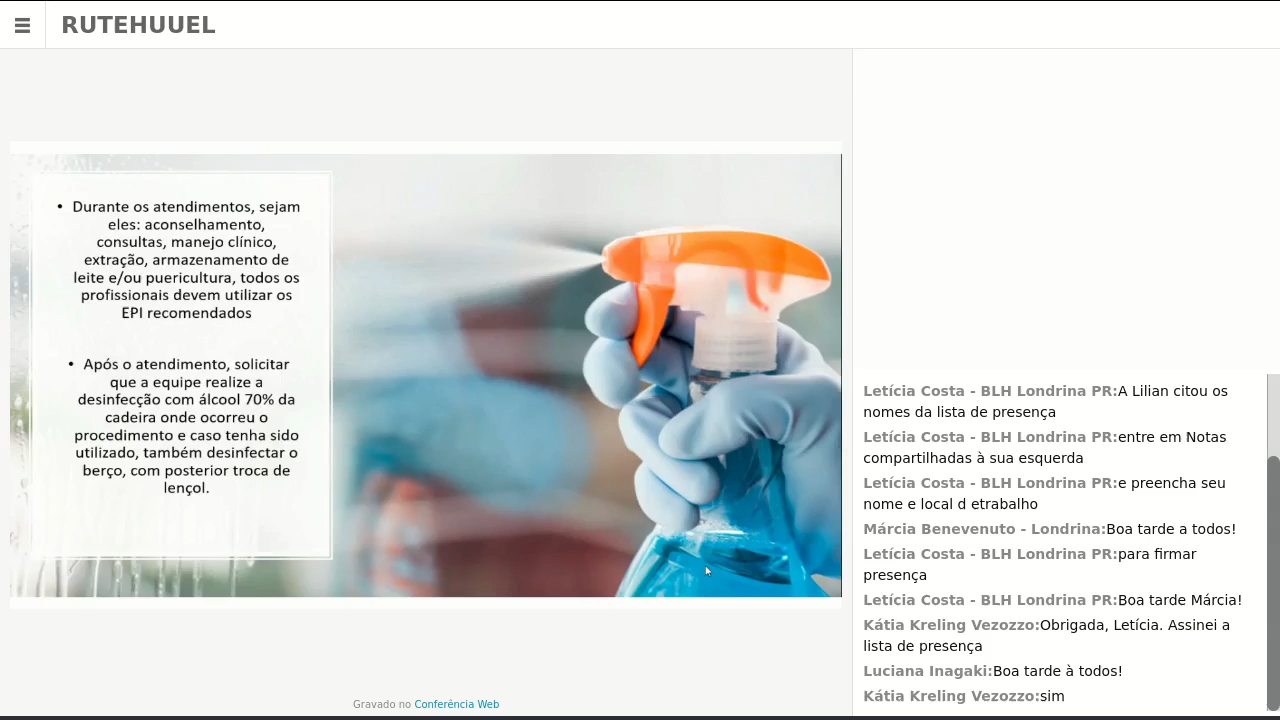 RUTEHUUEL
• Durante os atendimentos, sejam
eles: aconselhamento,
consultas, manejo clínico,
extração, armazenamento de
leite e/ou puericultura, todos os
profissionais devem utilizar os
EPI recomendados
• Após o atendimento, solicitar
que a equipe realize a
desinfecção com álcool 70% da
cadeira onde ocorreu o
procedimento e caso tenha sido
utilizado, também desinfectar o
berço, com posterior troca de
lençol.
Gravado no Conferência Web
Letícia Costa - BLH Londrina PR:A Lilian citou os
nomes da lista de presença
Letícia Costa - BLH Londrina PR:entre em Notas
compartilhadas à sua esquerda
Letícia Costa - BLH Londrina PR:e preencha seu
nome e local d etrabalho
Márcia Benevenuto - Londrina:Boa tarde a todos!
Letícia Costa - BLH Londrina PR:para firmar
presença
Letícia Costa - BLH Londrina PR:Boa tarde Márcia!
Kátia Kreling Vezozzo:Obrigada, Letícia. Assinei a
lista de presença
Luciana Inagaki:Boa tarde à todos!
Kátia Kreling Vezozzo:sim